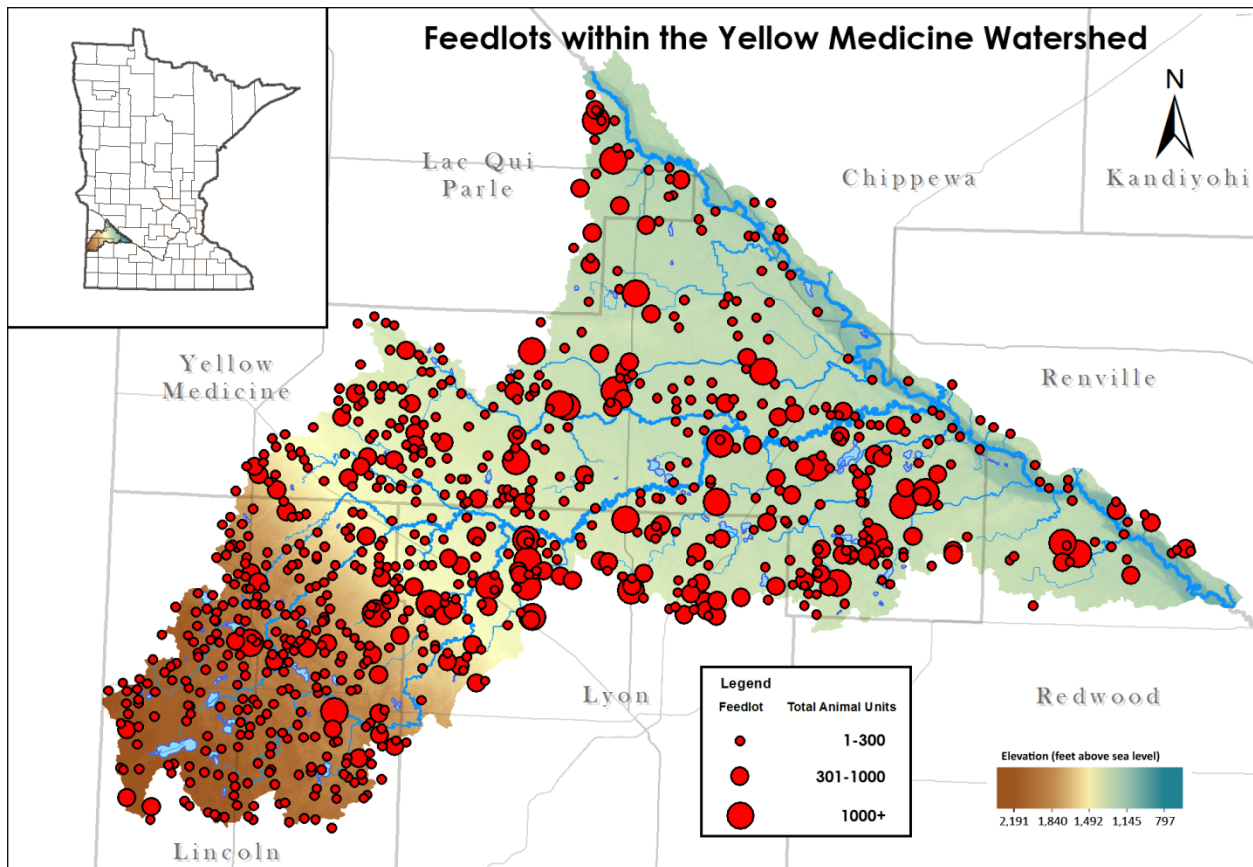 Feedlots within the Yellow Medicine Watershed
N
Lac Qui
Parle
Chippewa
Kandiyohi
Yellow
Medicine
Renville
Lyon
Redwood
Lincoln
Legend
Feedlot Total Animal Units
1-300
301-1000
1000+
Elevation (feet above sea level)
2,191 1,840 1,492 1,145 797